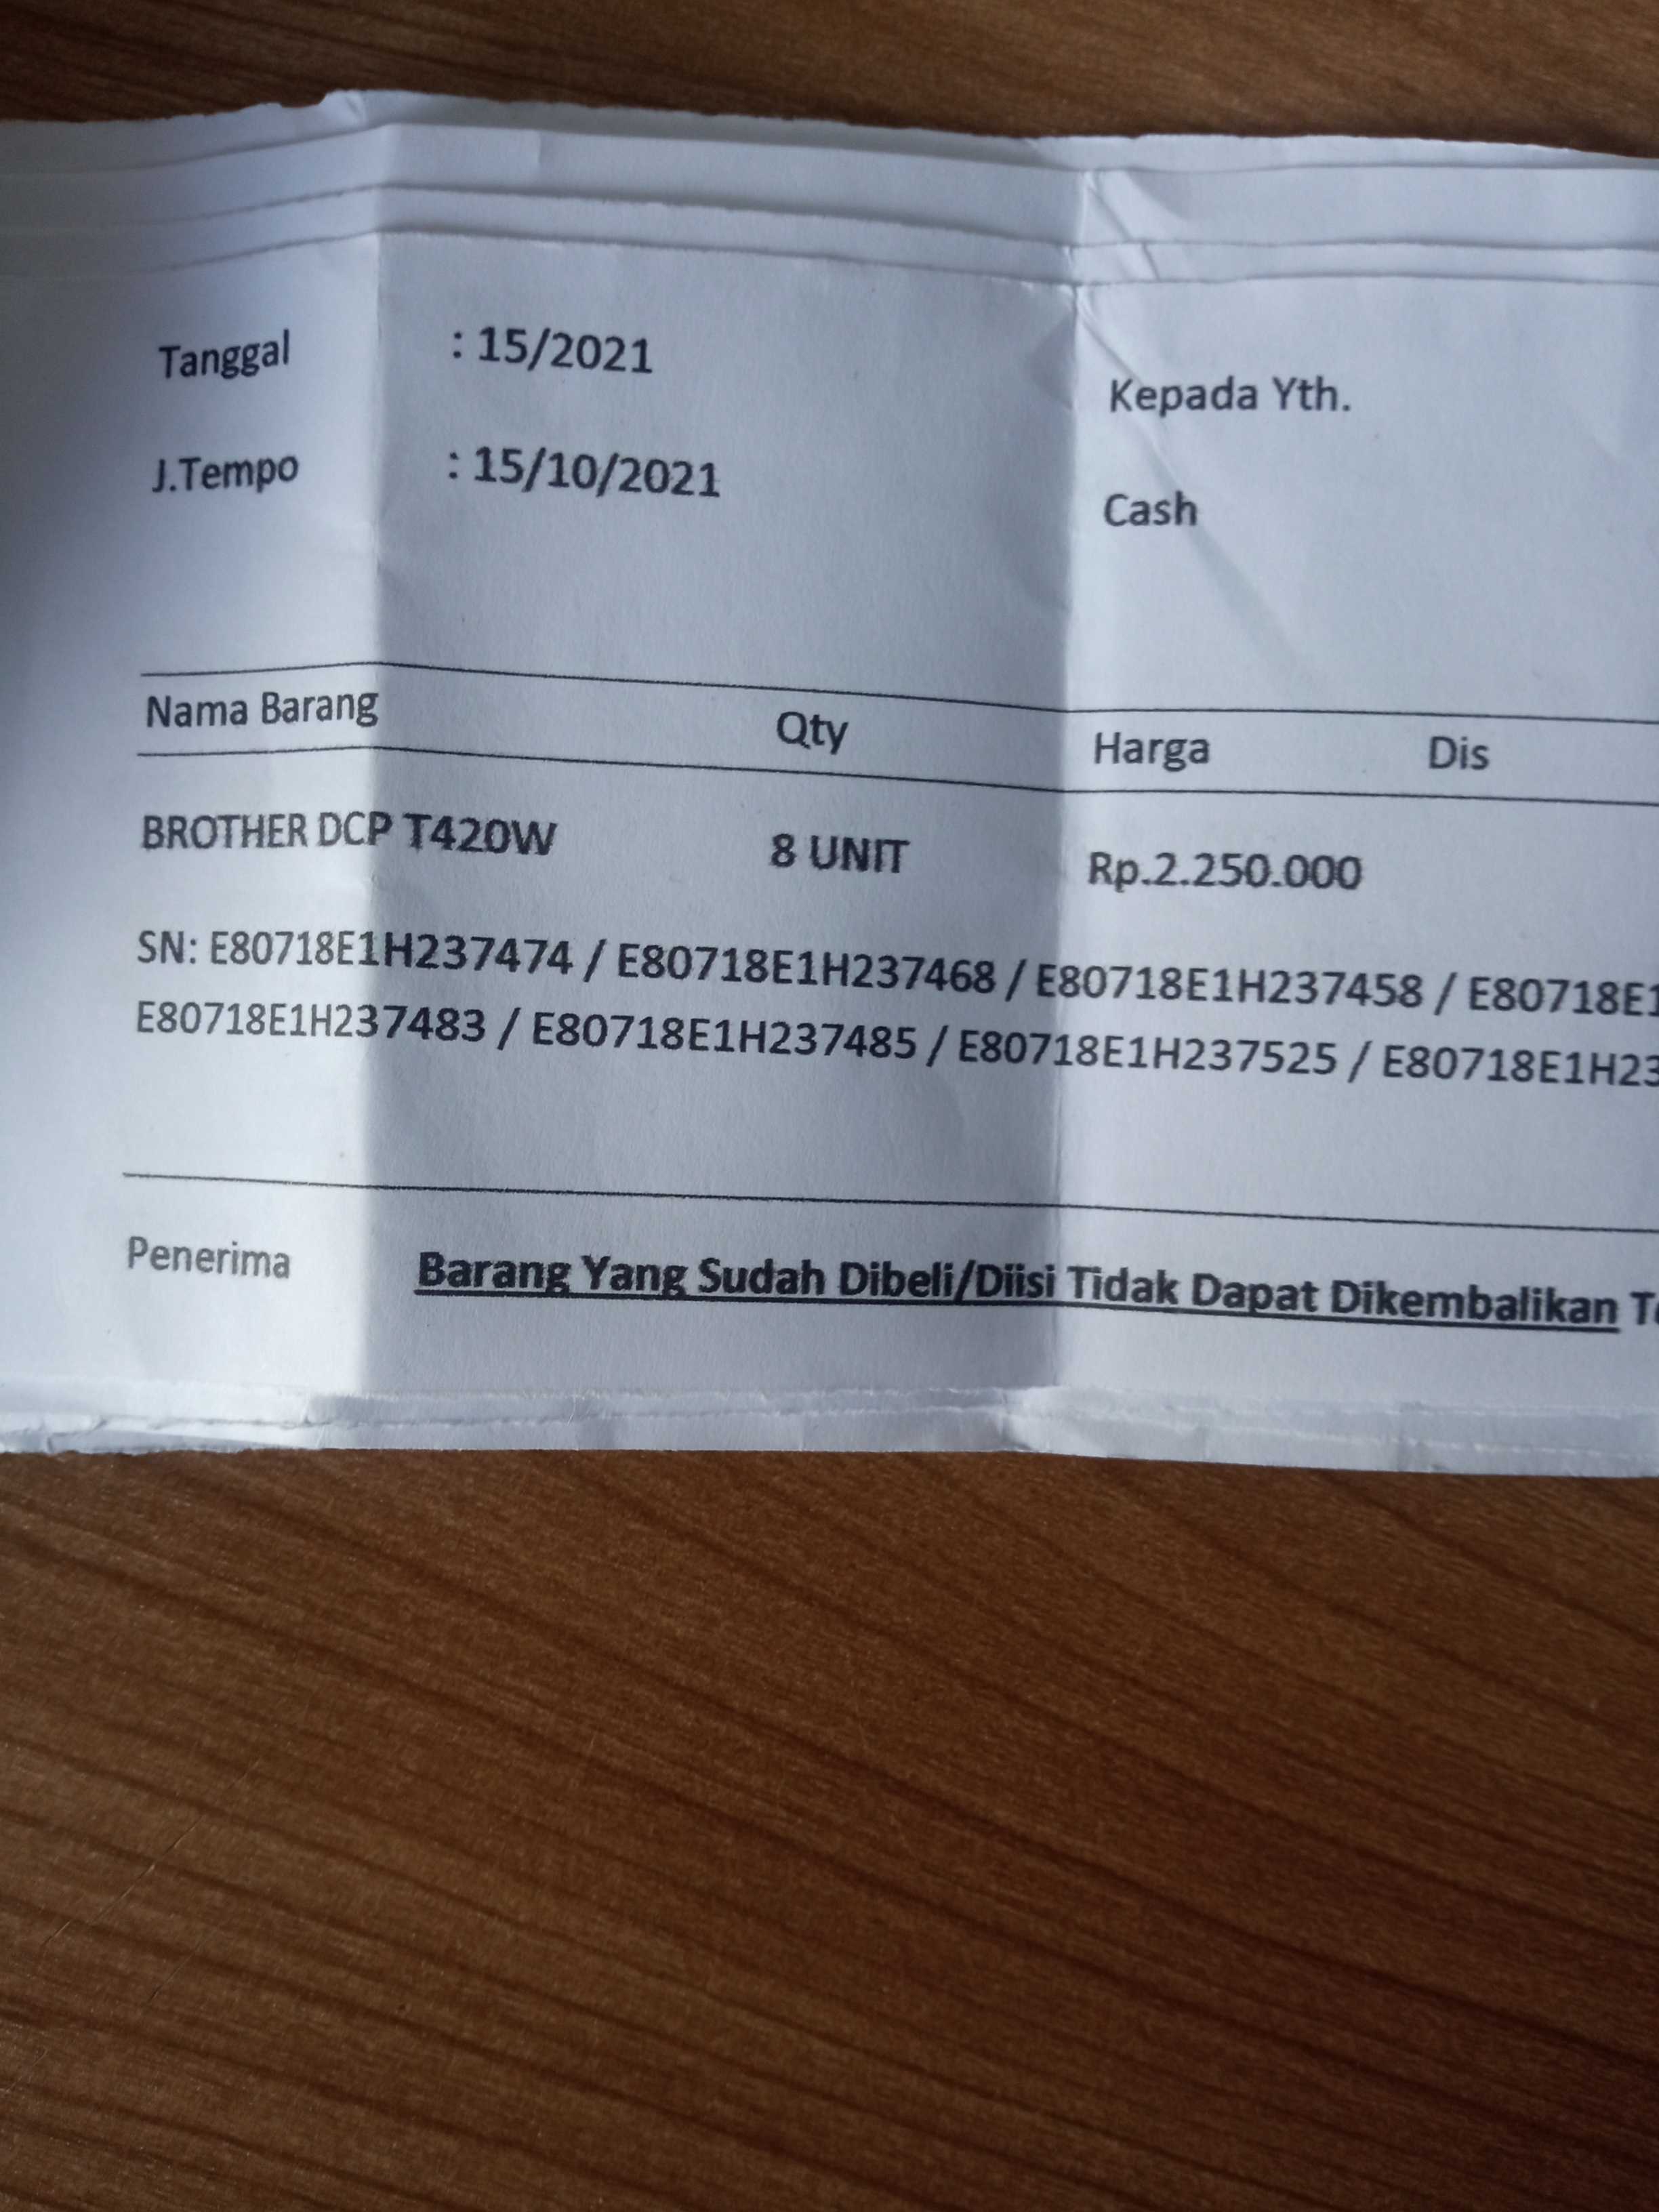 Tanggal : 15/2021
Kepada Yth.
J.Tempo : 15/10/2021
Cash
Nama Barang Qty Harga Dis
BROTHER DCP T420W 8 UNIT Rp.2.250.000
SN: E80718E1H237474 / E80718E1H237468 / E80718E1H237458 / E80718E1
E80718E1H237483 / E80718E1H237485 / E80718E1H237525 / E80718E1H23
Penerima Barang Yang Sudah Dibeli/Diisi Tidak Dapat Dikembalikan